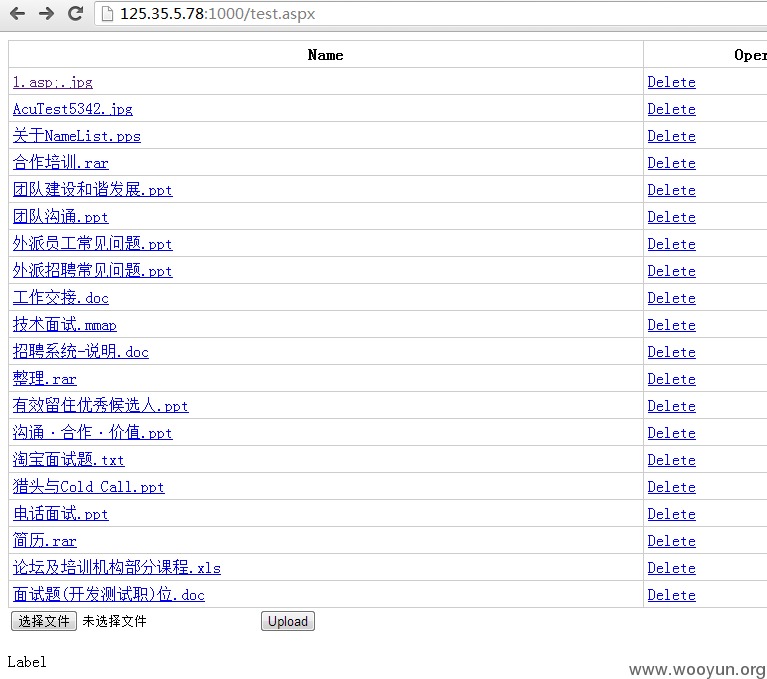 125.35.5.78:1000/test.aspx
Name Oper
1.asp;.jpg Delete
AcuTest5342.jpg Delete
关于NameList.pps Delete
合作培训.rar Delete
团队建设和谐发展.ppt Delete
团队沟通.ppt Delete
外派员工常见问题.ppt Delete
外派招聘常见问题.ppt Delete
工作交接.doc Delete
技术面试.mmap Delete
招聘系统-说明.doc Delete
整理.rar Delete
有效留住优秀候选人.ppt Delete
沟通·合作·价值.ppt Delete
淘宝面试题.txt Delete
猎头与Cold Call.ppt Delete
电话面试.ppt Delete
简历.rar Delete
论坛及培训机构部分课程.xls Delete
面试题(开发测试职)位.doc Delete
选择文件 未选择文件 Upload
Label
www.wooyun.org